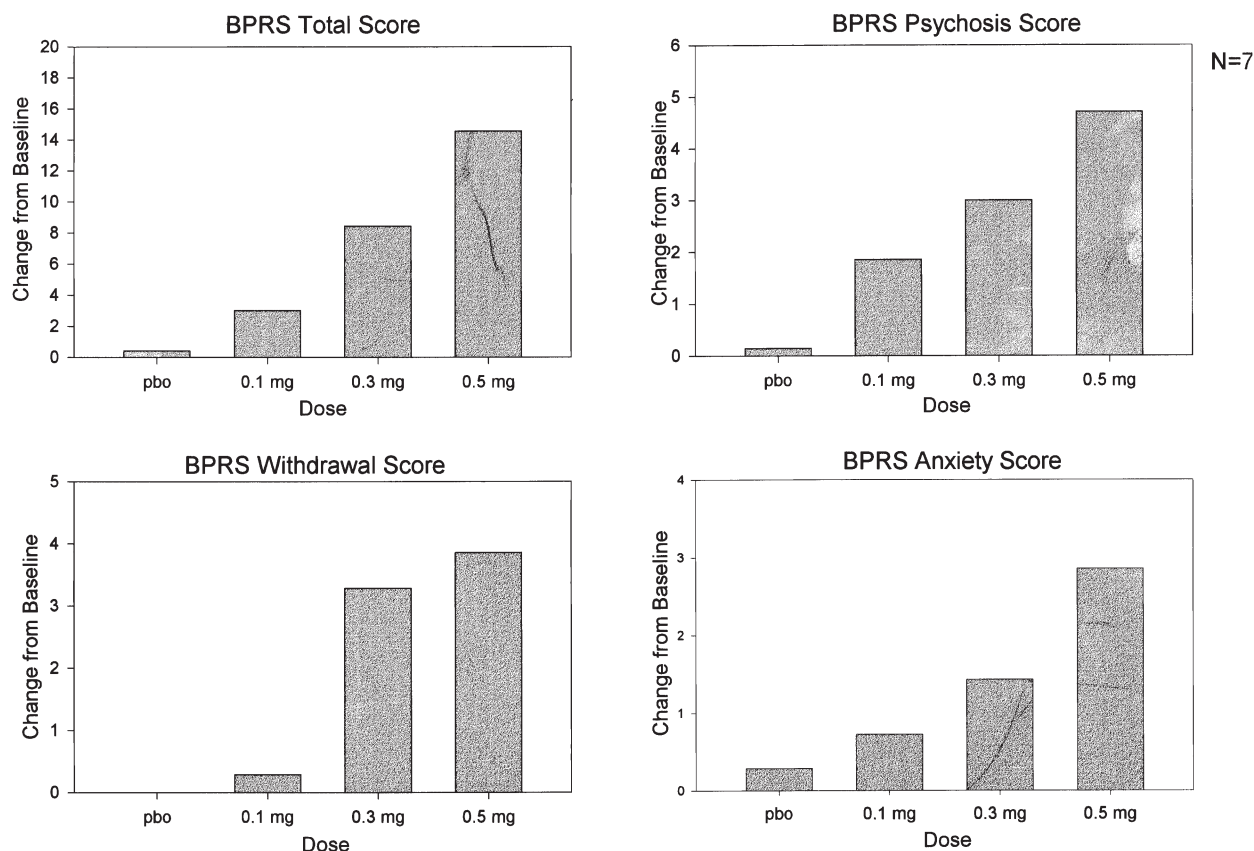 BPRS Total Score
20
18
16
14
12
10
8
6
4
2
0
Change from Baseline
pbo 0.1 mg 0.3 mg 0.5 mg
Dose
BPRS Psychosis Score
N=7
6
5
4
3
2
1
0
Change from Baseline
pbo 0.1 mg 0.3 mg 0.5 mg
Dose
BPRS Withdrawal Score
5
4
3
2
1
0
Change from Baseline
pbo 0.1 mg 0.3 mg 0.5 mg
Dose
BPRS Anxiety Score
4
3
2
1
0
Change from Baseline
pbo 0.1 mg 0.3 mg 0.5 mg
Dose